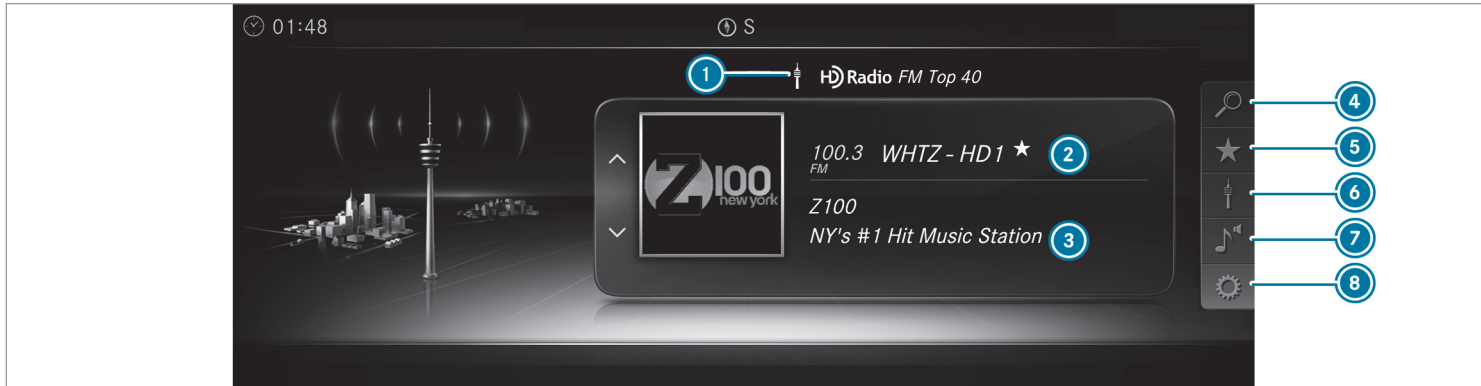 01:48 S
1 HD Radio FM Top 40
4
100.3 WHTZ - HD1 2
FM
5
Z100 new york
Z100
6
NY's #1 Hit Music Station 3
7
8